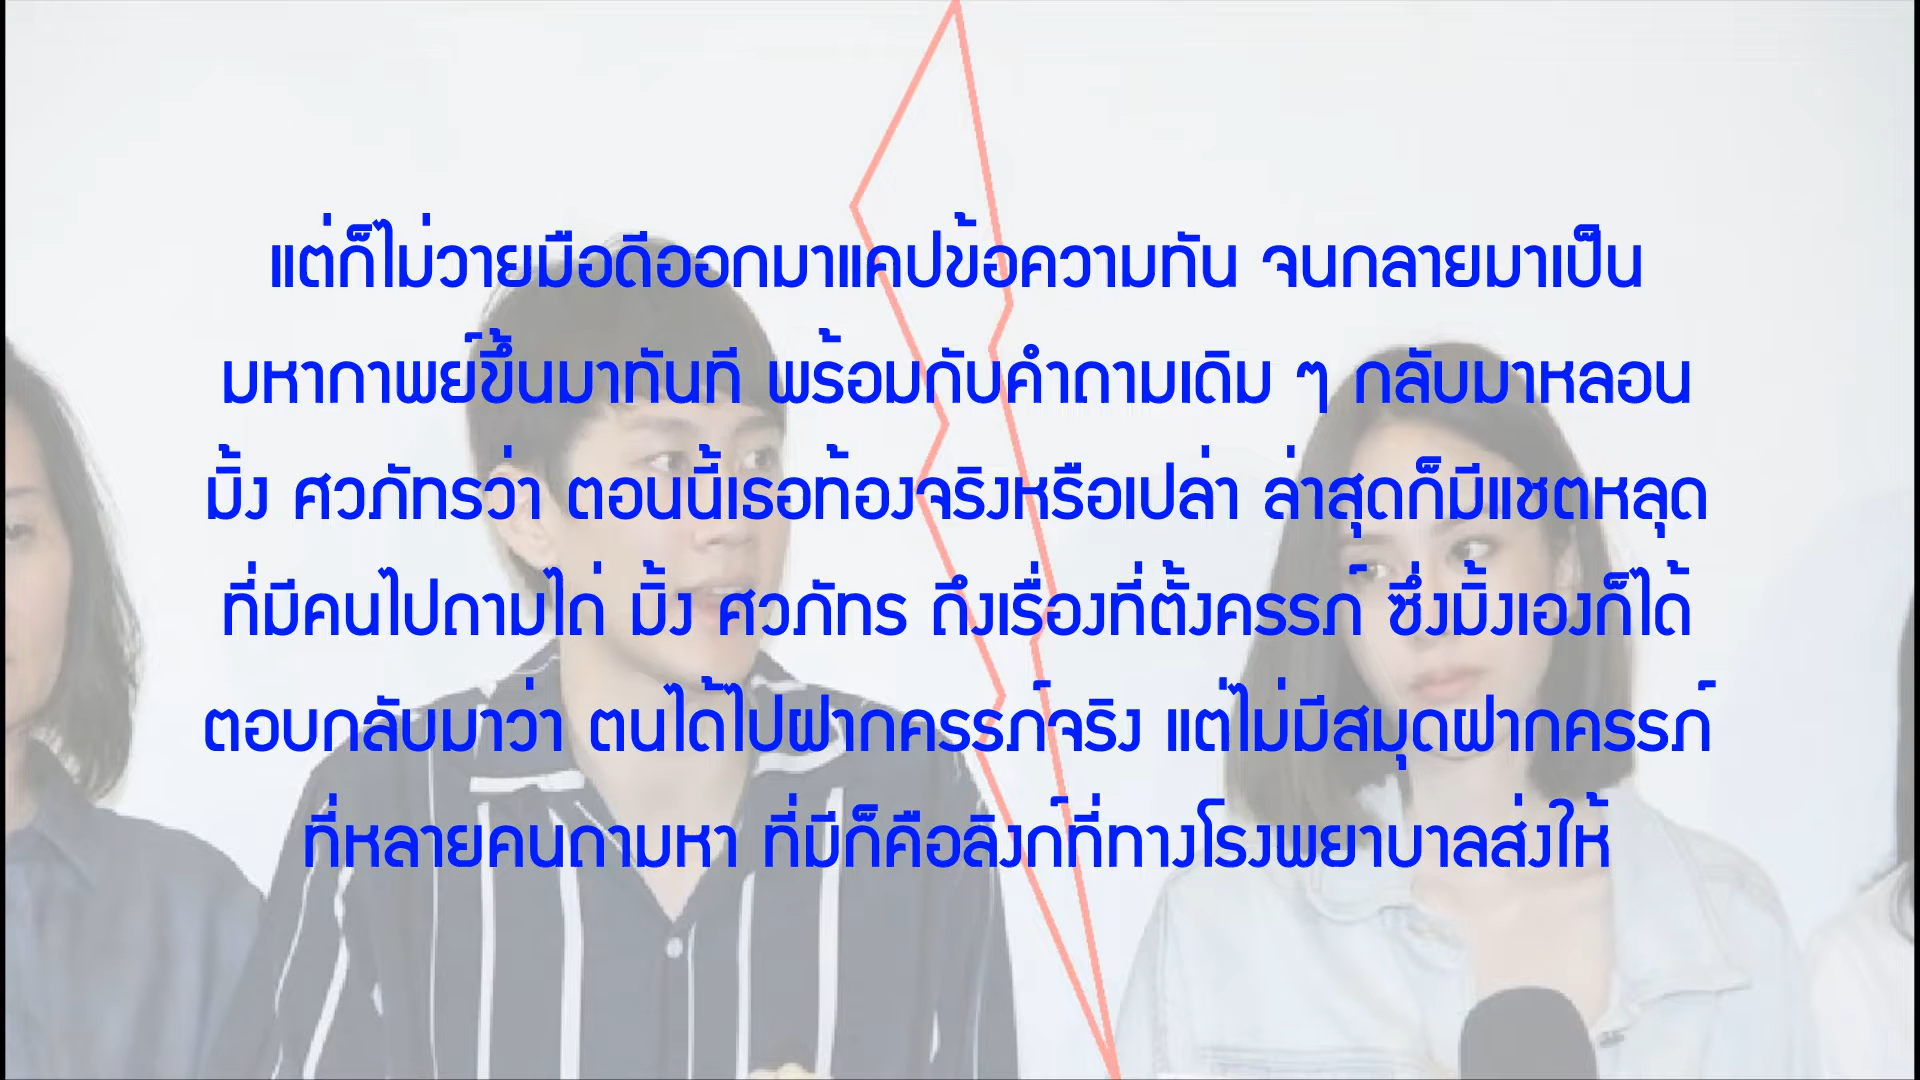 แต่ก็ไม่วายมือดีออกมาแคปข้อความทัน จนกลายมาเป็น
มหากาพย์ขึ้นมาทันที พร้อมกับคำถามเดิม ๆ กลับมาหลอน
มิ้ง ศวภัทรว่า ตอนนี้เธอท้องจริงหรือเปล่า ล่าสุดก็มีแชตหลุด
ที่มีคนไปถามไถ่ มิ้ง ศวภัทร ถึงเรื่องที่ตั้งครรภ์ ซึ่งมิ้งเองก็ได้
ตอบกลับมาว่า ตนได้ไปฝากครรภ์จริง แต่ไม่มีสมุดฝากครรภ์
ที่หลายคนถามหา ที่มีก็คือลิงก์ที่ทางโรงพยาบาลส่งให้